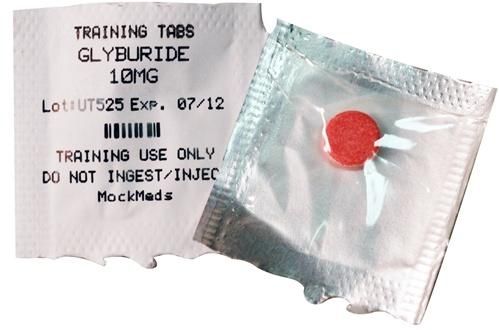 TRAINING TABS
GLYBURIDE
10MG
Lot:UT525 Exp. 07/12
TRAINING USE ONLY
DO NOT INGEST/INJEC
MockMeds